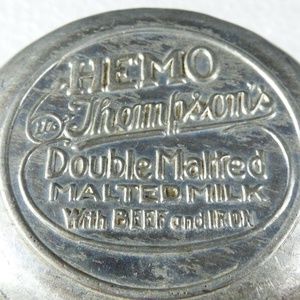 HEMO
Thompson's
Double Malted
MALTED MILK
With BEEF and IRON